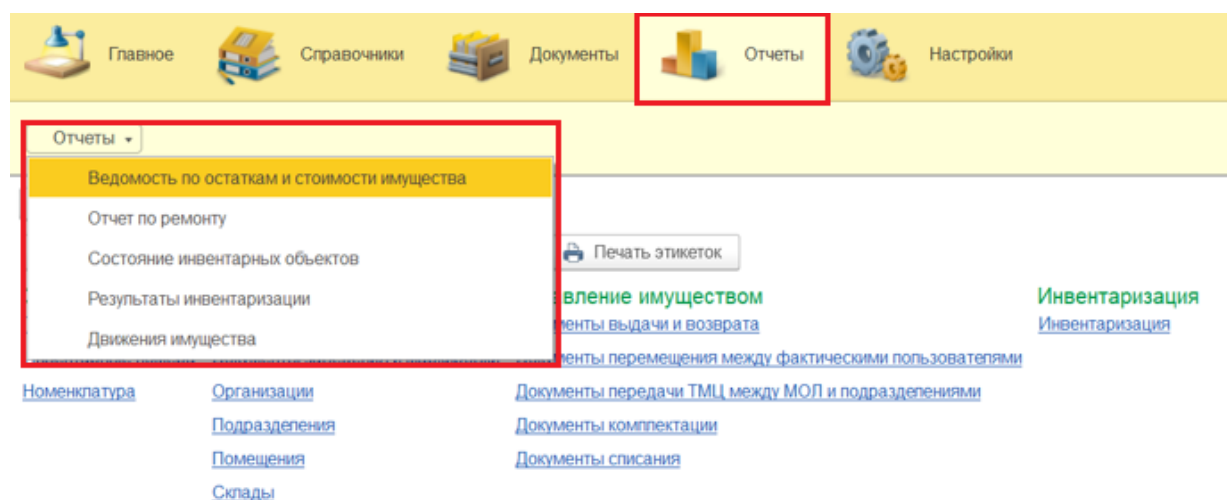 Главное Справочники Документы Отчеты Настройки
Отчеты
Ведомость по остаткам и стоимости имущества
Отчет по ремонту
Состояние инвентарных объектов
Печать этикеток
Результаты инвентаризации
вление имуществом Инвентаризация
менты выдачи и возврата Инвентаризация
Движения имущества
Документы перемещения между фактическими пользователями
Номенклатура Организации Документы передачи ТМЦ между МОЛ и подразделениями
Подразделения Документы комплектации
Помещения Документы списания
Склады